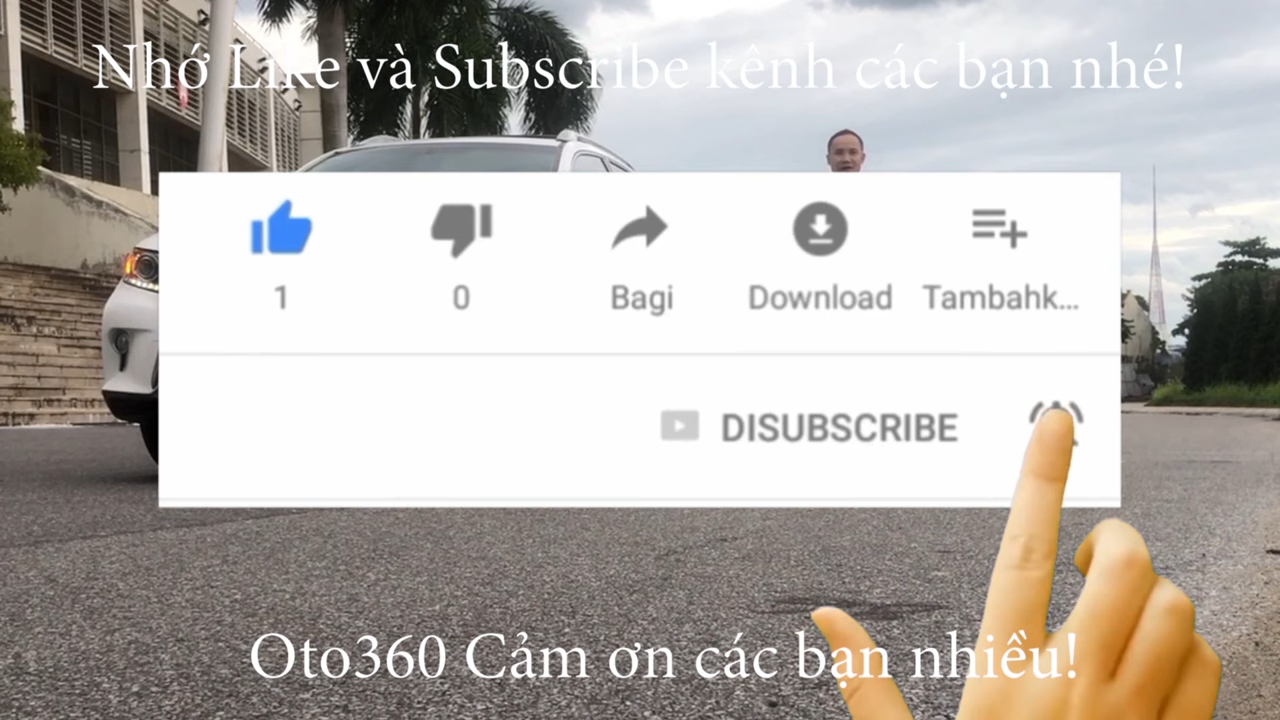 Nhớ Like và Subscribe kênh các bạn nhé!
1 0 Bagi Download Tambahk...
DISUBSCRIBE
Oto360 Cảm ơn các bạn nhiều!